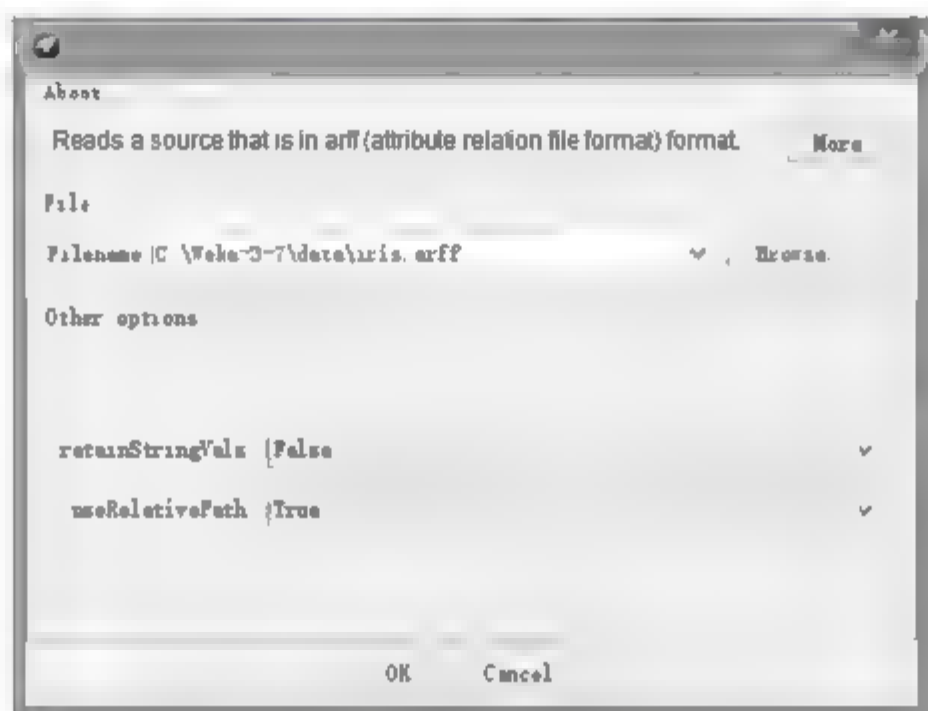 About
Reads a source that is in arff (attribute relation file format) format. More
File
Filename C:\Weka-3-7\data\iris.arff Browse.
Other options
retainStringVals False
useRelativePath True
OK Cancel